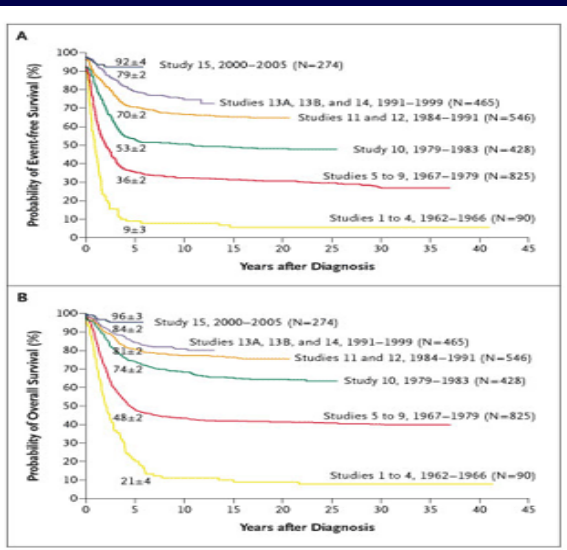 A
Probability of Event-free Survival (%)
100
90
80
70
60
50
40
30
20
10
0
92±4
79±2
70±2
53±2
36±2
9±3
Study 15, 2000–2005 (N=274)
Studies 13A, 13B, and 14, 1991–1999 (N=465)
Studies 11 and 12, 1984–1991 (N=546)
Study 10, 1979–1983 (N=428)
Studies 5 to 9, 1967–1979 (N=825)
Studies 1 to 4, 1962–1966 (N=90)
0 5 10 15 20 25 30 35 40 45
Years after Diagnosis
B
Probability of Overall Survival (%)
100
90
80
70
60
50
40
30
20
10
0
96±3
84±2
81±2
74±2
48±2
21±4
Study 15, 2000–2005 (N=274)
Studies 13A, 13B, and 14, 1991–1999 (N=465)
Studies 11 and 12, 1984–1991 (N=546)
Study 10, 1979–1983 (N=428)
Studies 5 to 9, 1967–1979 (N=825)
Studies 1 to 4, 1962–1966 (N=90)
0 5 10 15 20 25 30 35 40 45
Years after Diagnosis